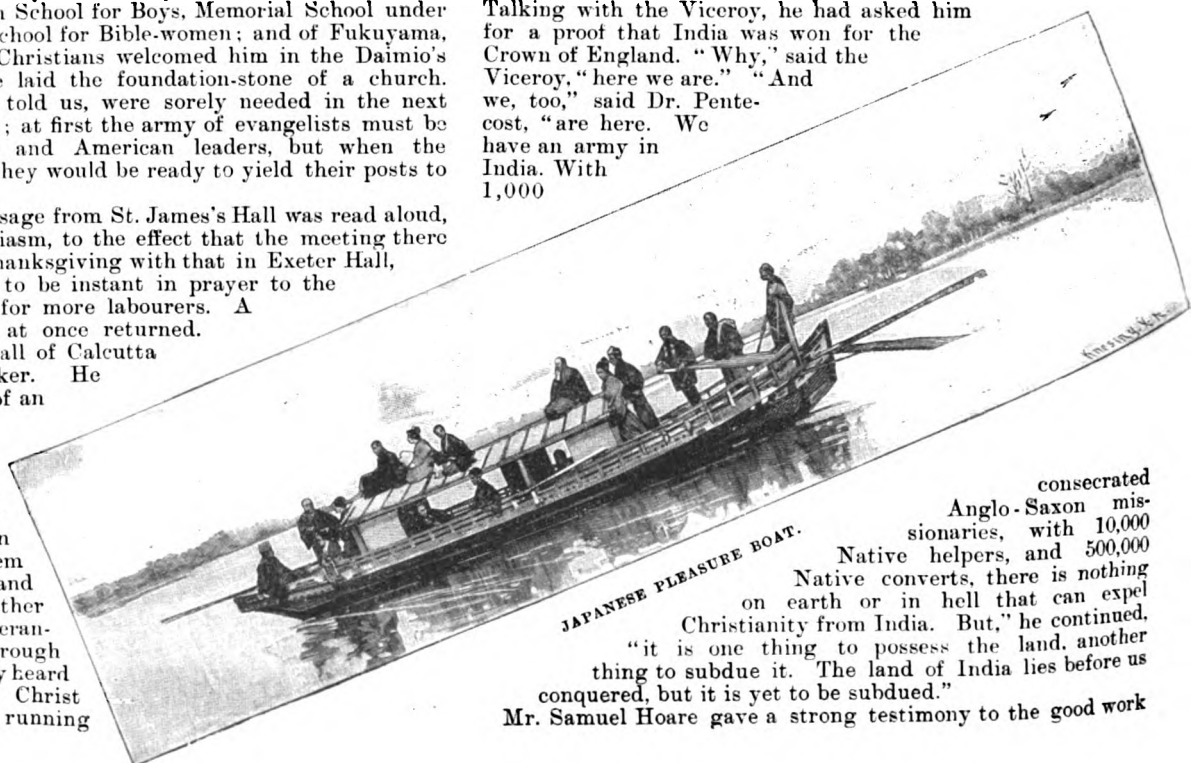 School for Boys, Memorial School under
chool for Bible-women; and of Fukuyama,
Christians welcomed him in the Daimio's
laid the foundation-stone of a church.
told us, were sorely needed in the next
; at first the army of evangelists must be
and American leaders, but when the
hey would be ready to yield their posts to
sage from St. James's Hall was read aloud,
iasm, to the effect that the meeting there
hanksgiving with that in Exeter Hall,
to be instant in prayer to the
for more labourers. A
at once returned.
all of Calcutta
ker. He
of an
n
em
and
ther
eran-
rough
y heard
Christ
running
Talking with the Viceroy, he had asked him
for a proof that India was won for the
Crown of England. "Why," said the
Viceroy, "here we are." "And
we, too," said Dr. Pente-
cost, "are here. We
have an army in
India. With
1,000
JAPANESE PLEASURE BOAT.
consecrated
Anglo-Saxon mis-
sionaries, with 10,000
Native helpers, and 500,000
Native converts, there is nothing
on earth or in hell that can expel
Christianity from India. But," he continued,
"it is one thing to possess the land, another
thing to subdue it. The land of India lies before us
conquered, but it is yet to be subdued."
Mr. Samuel Hoare gave a strong testimony to the good work